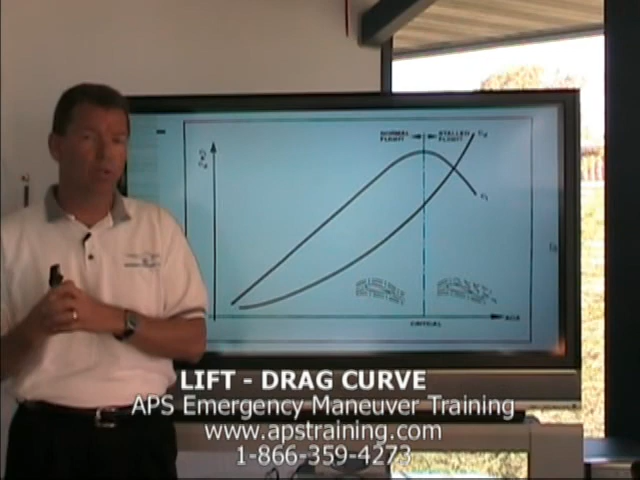 NORMAL FLIGHT
STALLED FLIGHT
CRITICAL
AOA
LIFT - DRAG CURVE
APS Emergency Maneuver Training
www.apstraining.com
1-866-359-4273